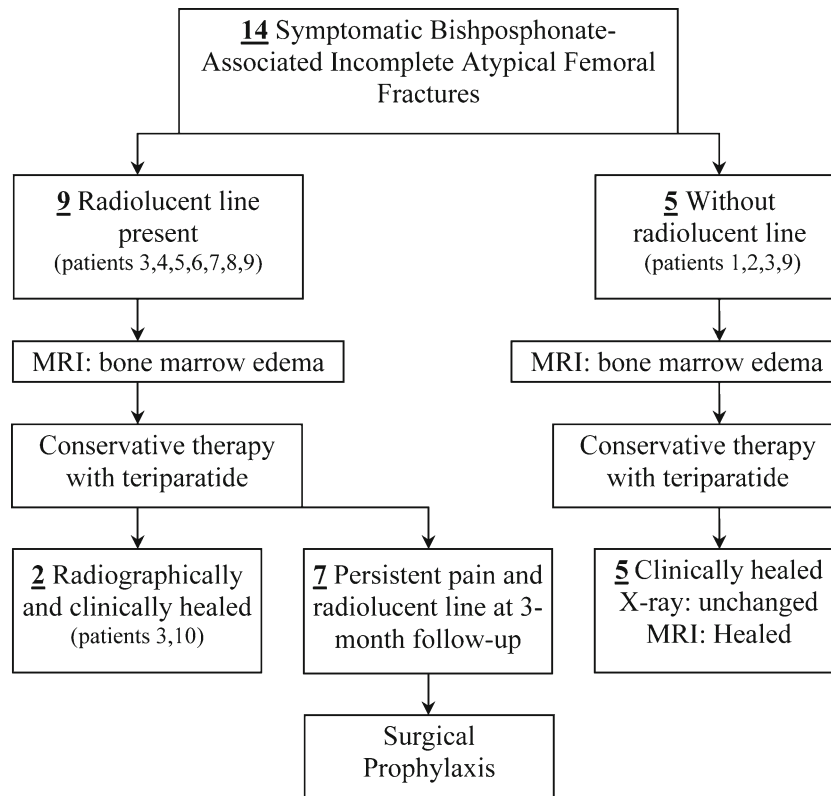 14 Symptomatic Bishposphonate-
Associated Incomplete Atypical Femoral
Fractures
9 Radiolucent line
present
(patients 3,4,5,6,7,8,9)
5 Without
radiolucent line
(patients 1,2,3,9)
MRI: bone marrow edema
MRI: bone marrow edema
Conservative therapy
with teriparatide
Conservative therapy
with teriparatide
2 Radiographically
and clinically healed
(patients 3,10)
7 Persistent pain and
radiolucent line at 3-
month follow-up
5 Clinically healed
X-ray: unchanged
MRI: Healed
Surgical
Prophylaxis